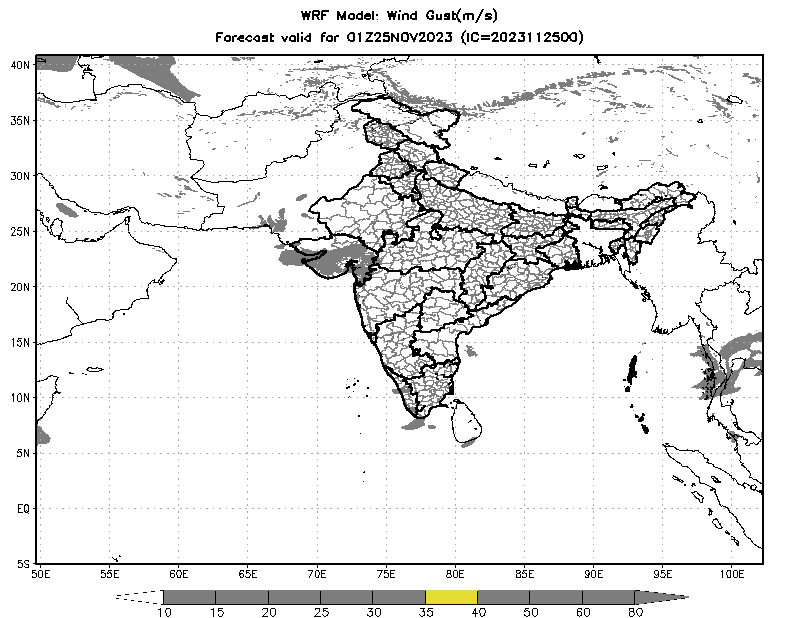 WRF Model: Wind Gust(m/s)
Forecast valid for 01Z25NOV2023 (IC=2023112500)
40N
35N
30N
25N
20N
15N
10N
5N
EQ
5S
50E 55E 60E 65E 70E 75E 80E 85E 90E 95E 100E
10 15 20 25 30 35 40 50 60 80